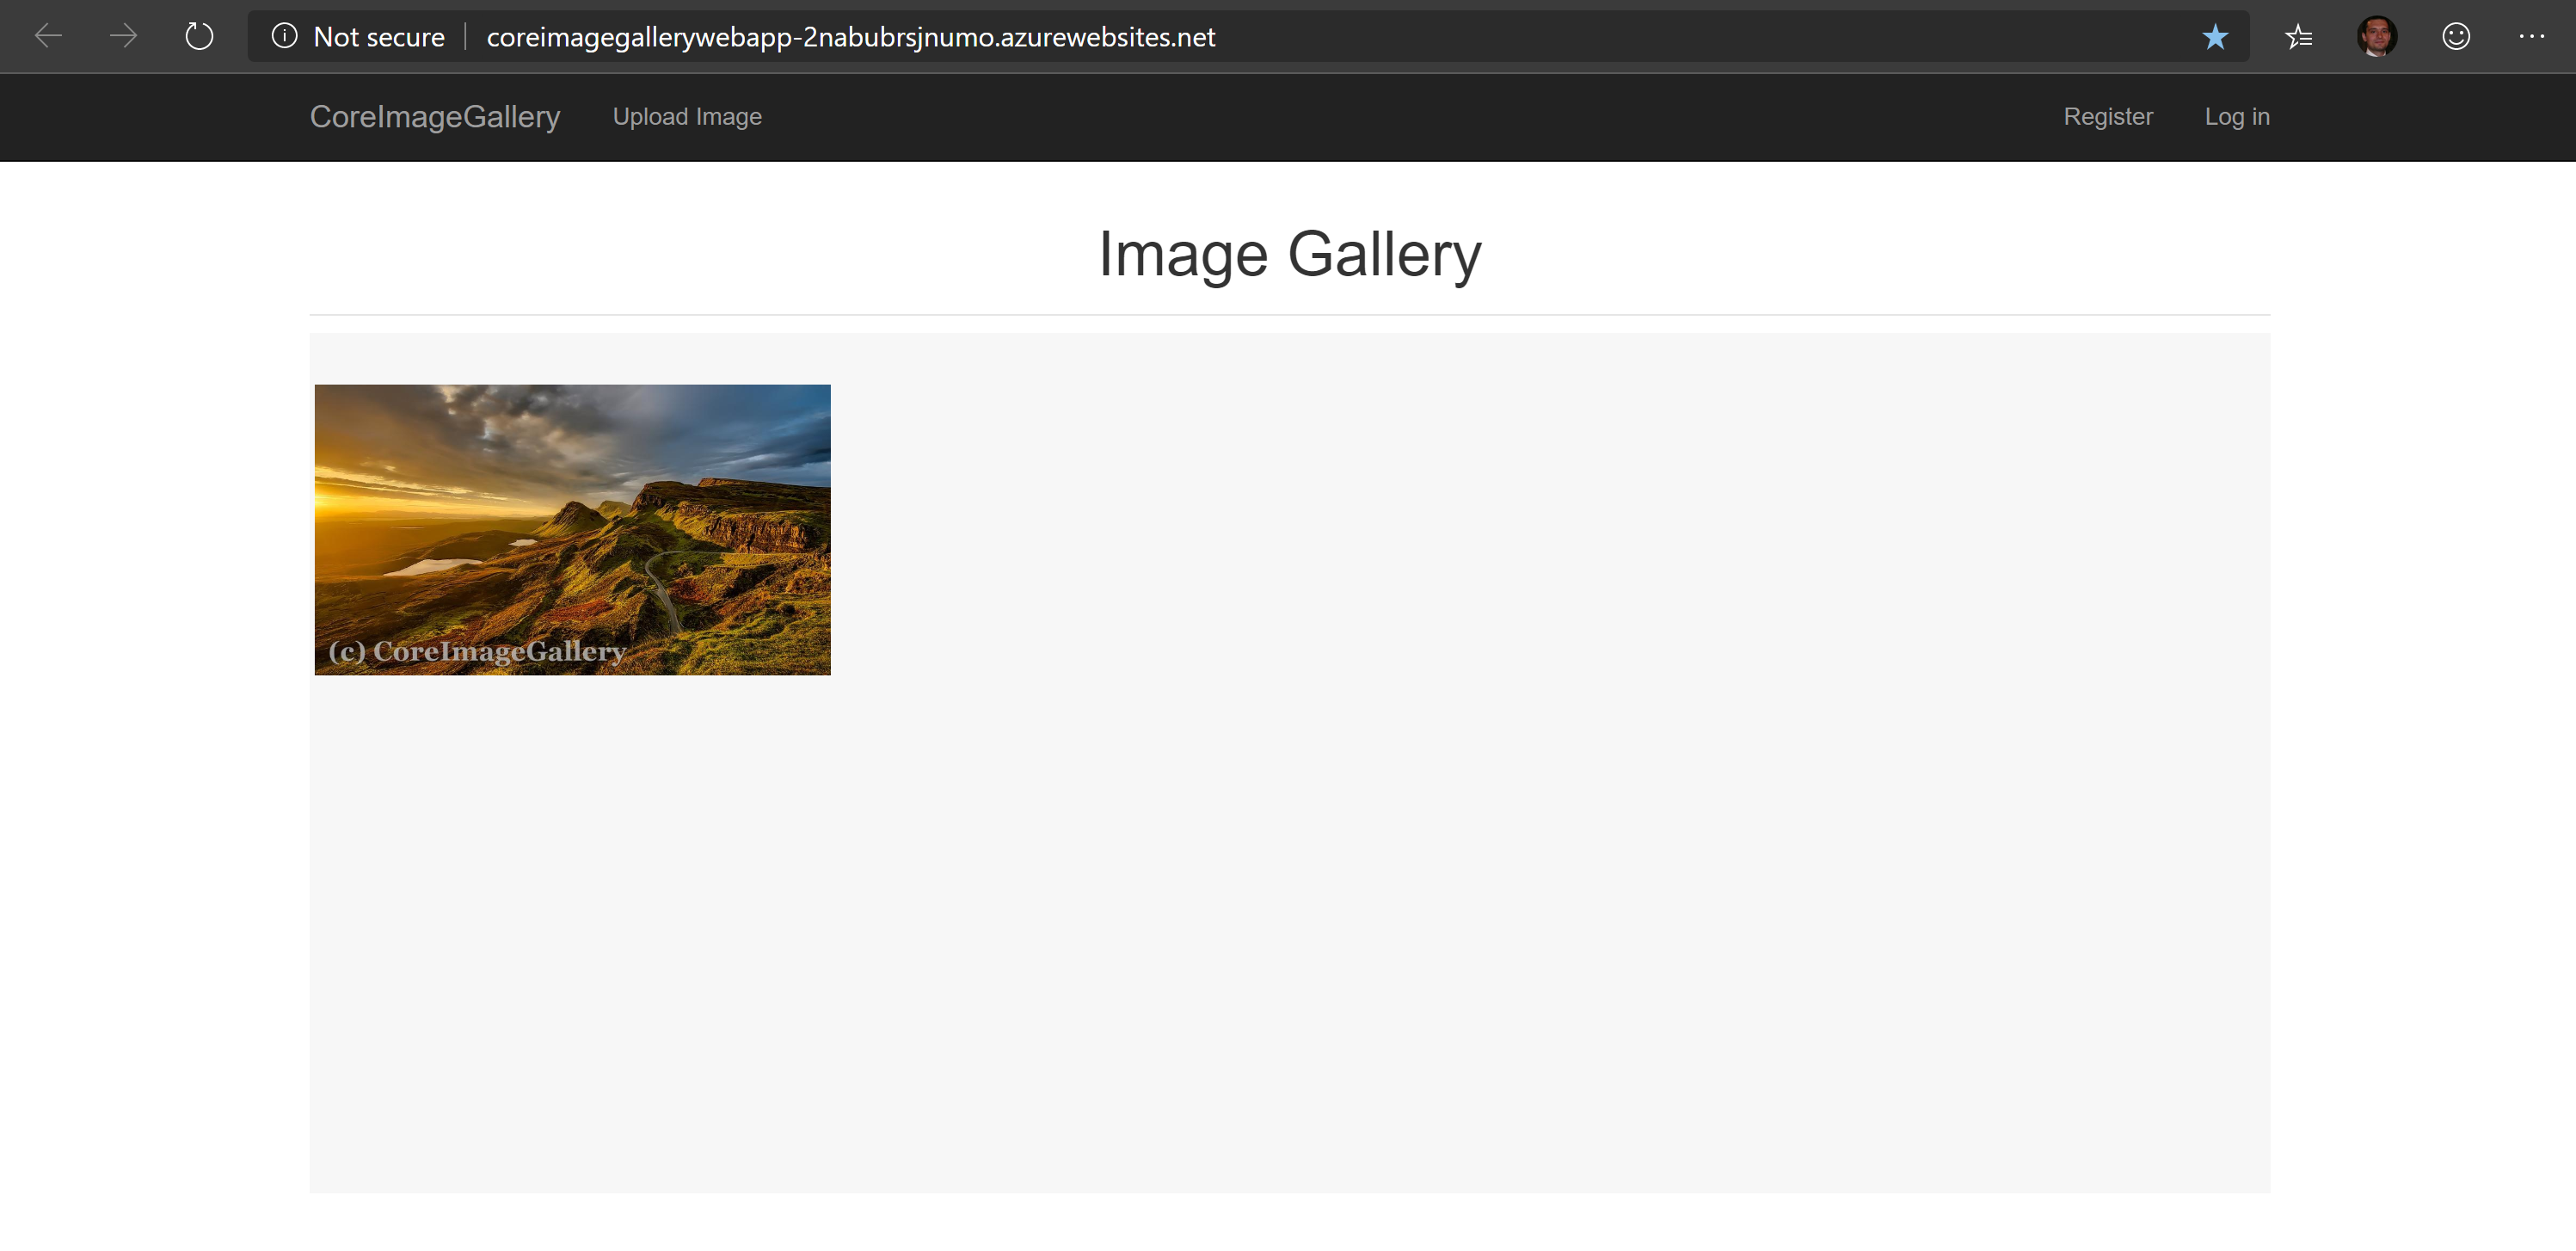 Not secure coreimagegallerywebapp-2nabubrsjnumo.azurewebsites.net
CoreImageGallery Upload Image Register Log in
Image Gallery
(c) CoreImageGallery